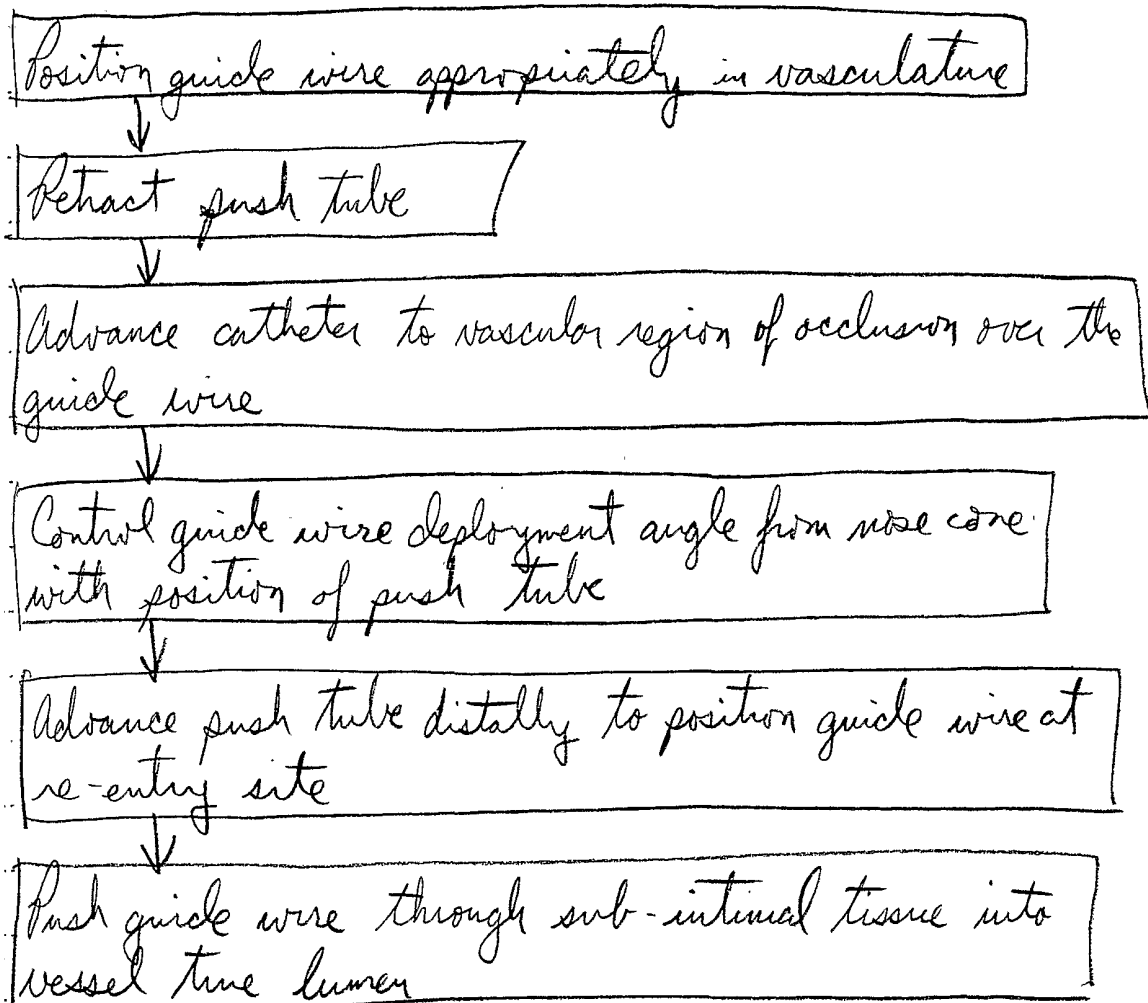 Position guide wire appropriately in vasculature
Retract push tube
Advance catheter to vascular region of occlusion over the
guide wire
Control guide wire deployment angle from nose cone
with position of push tube
Advance push tube distally to position guide wire at
re-entry site
Push guide wire through sub-intimal tissue into
vessel true lumen